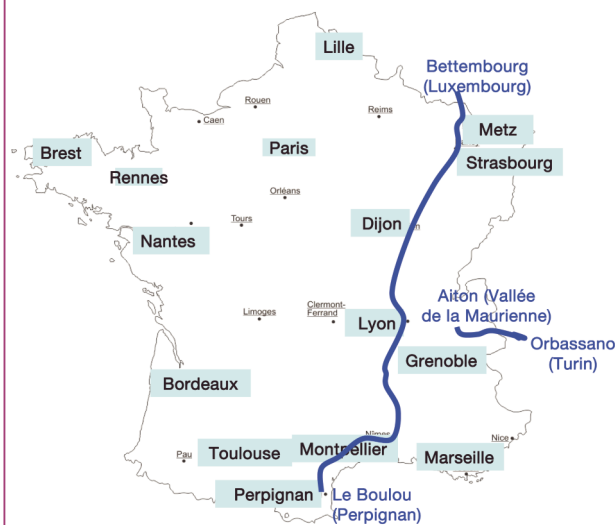 Lille
Bettembourg
(Luxembourg)
Rouen
Reims
Caen
Metz
Brest
Paris
Strasbourg
Rennes
Orléans
Tours
Dijon
Nantes
Aiton (Vallée
de la Maurienne)
Limoges
Clermont-
Ferrand
Lyon
Orbassano
(Turin)
Grenoble
Bordeaux
Nîmes
Nice
Pau
Toulouse
Montpellier
Marseille
Perpignan
Le Boulou
(Perpignan)